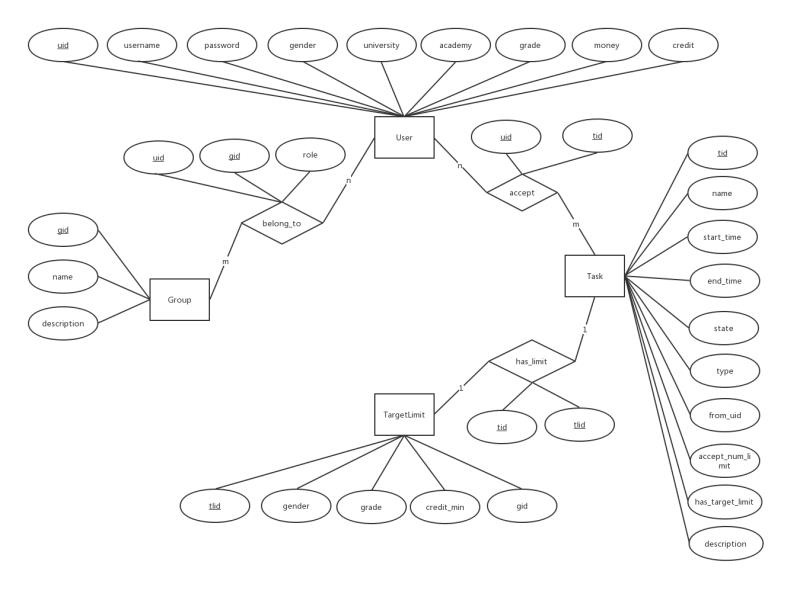 uid
username
password
gender
university
academy
grade
money
credit
User
uid
tid
uid
gid
role
n
n
tid
accept
name
belong_to
m
gid
start_time
m
name
Group
Task
end_time
description
state
1
has_limit
type
1
TargetLimit
from_uid
tid
tlid
accept_num_li
mit
tlid
gender
grade
credit_min
gid
has_target_limit
description